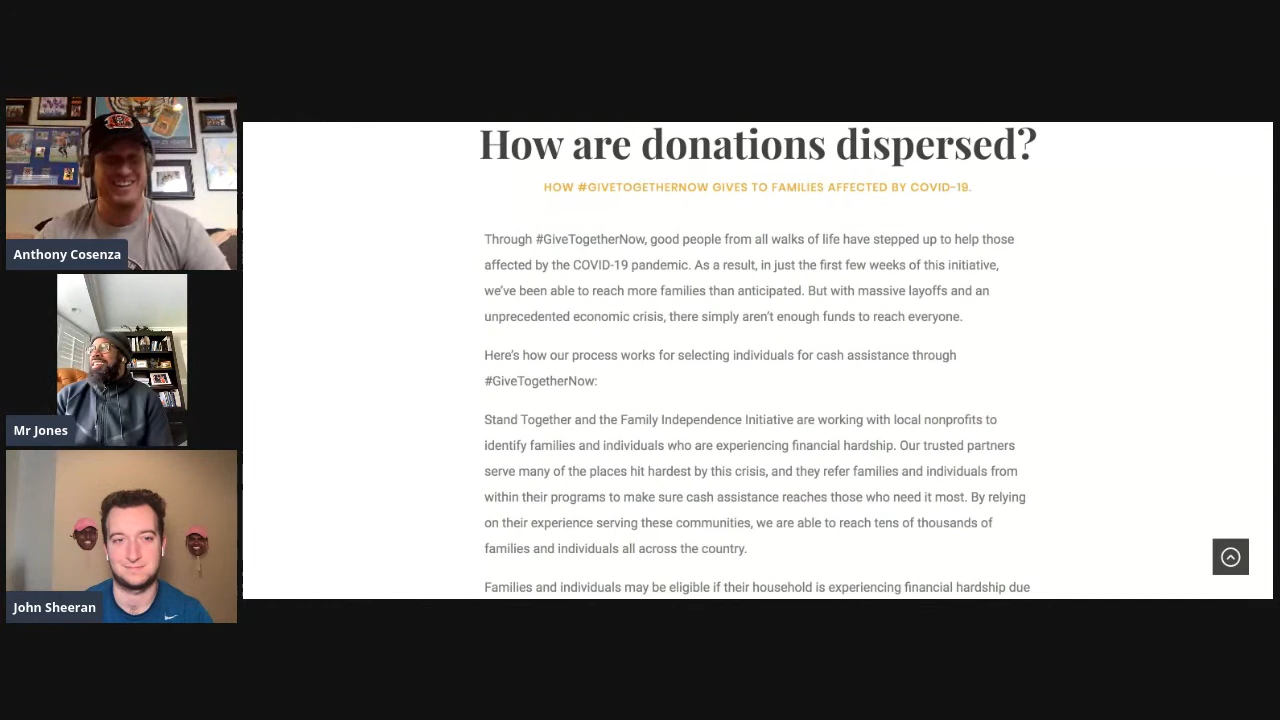 Anthony Cosenza
Mr Jones
John Sheeran
How are donations dispersed?
HOW #GIVETOGETHERNOW GIVES TO FAMILIES AFFECTED BY COVID-19.
Through #GiveTogetherNow, good people from all walks of life have stepped up to help those
affected by the COVID-19 pandemic. As a result, in just the first few weeks of this initiative,
we've been able to reach more families than anticipated. But with massive layoffs and an
unprecedented economic crisis, there simply aren't enough funds to reach everyone.
Here's how our process works for selecting individuals for cash assistance through
#GiveTogetherNow:
Stand Together and the Family Independence Initiative are working with local nonprofits to
identify families and individuals who are experiencing financial hardship. Our trusted partners
serve many of the places hit hardest by this crisis, and they refer families and individuals from
within their programs to make sure cash assistance reaches those who need it most. By relying
on their experience serving these communities, we are able to reach tens of thousands of
families and individuals all across the country.
Families and individuals may be eligible if their household is experiencing financial hardship due